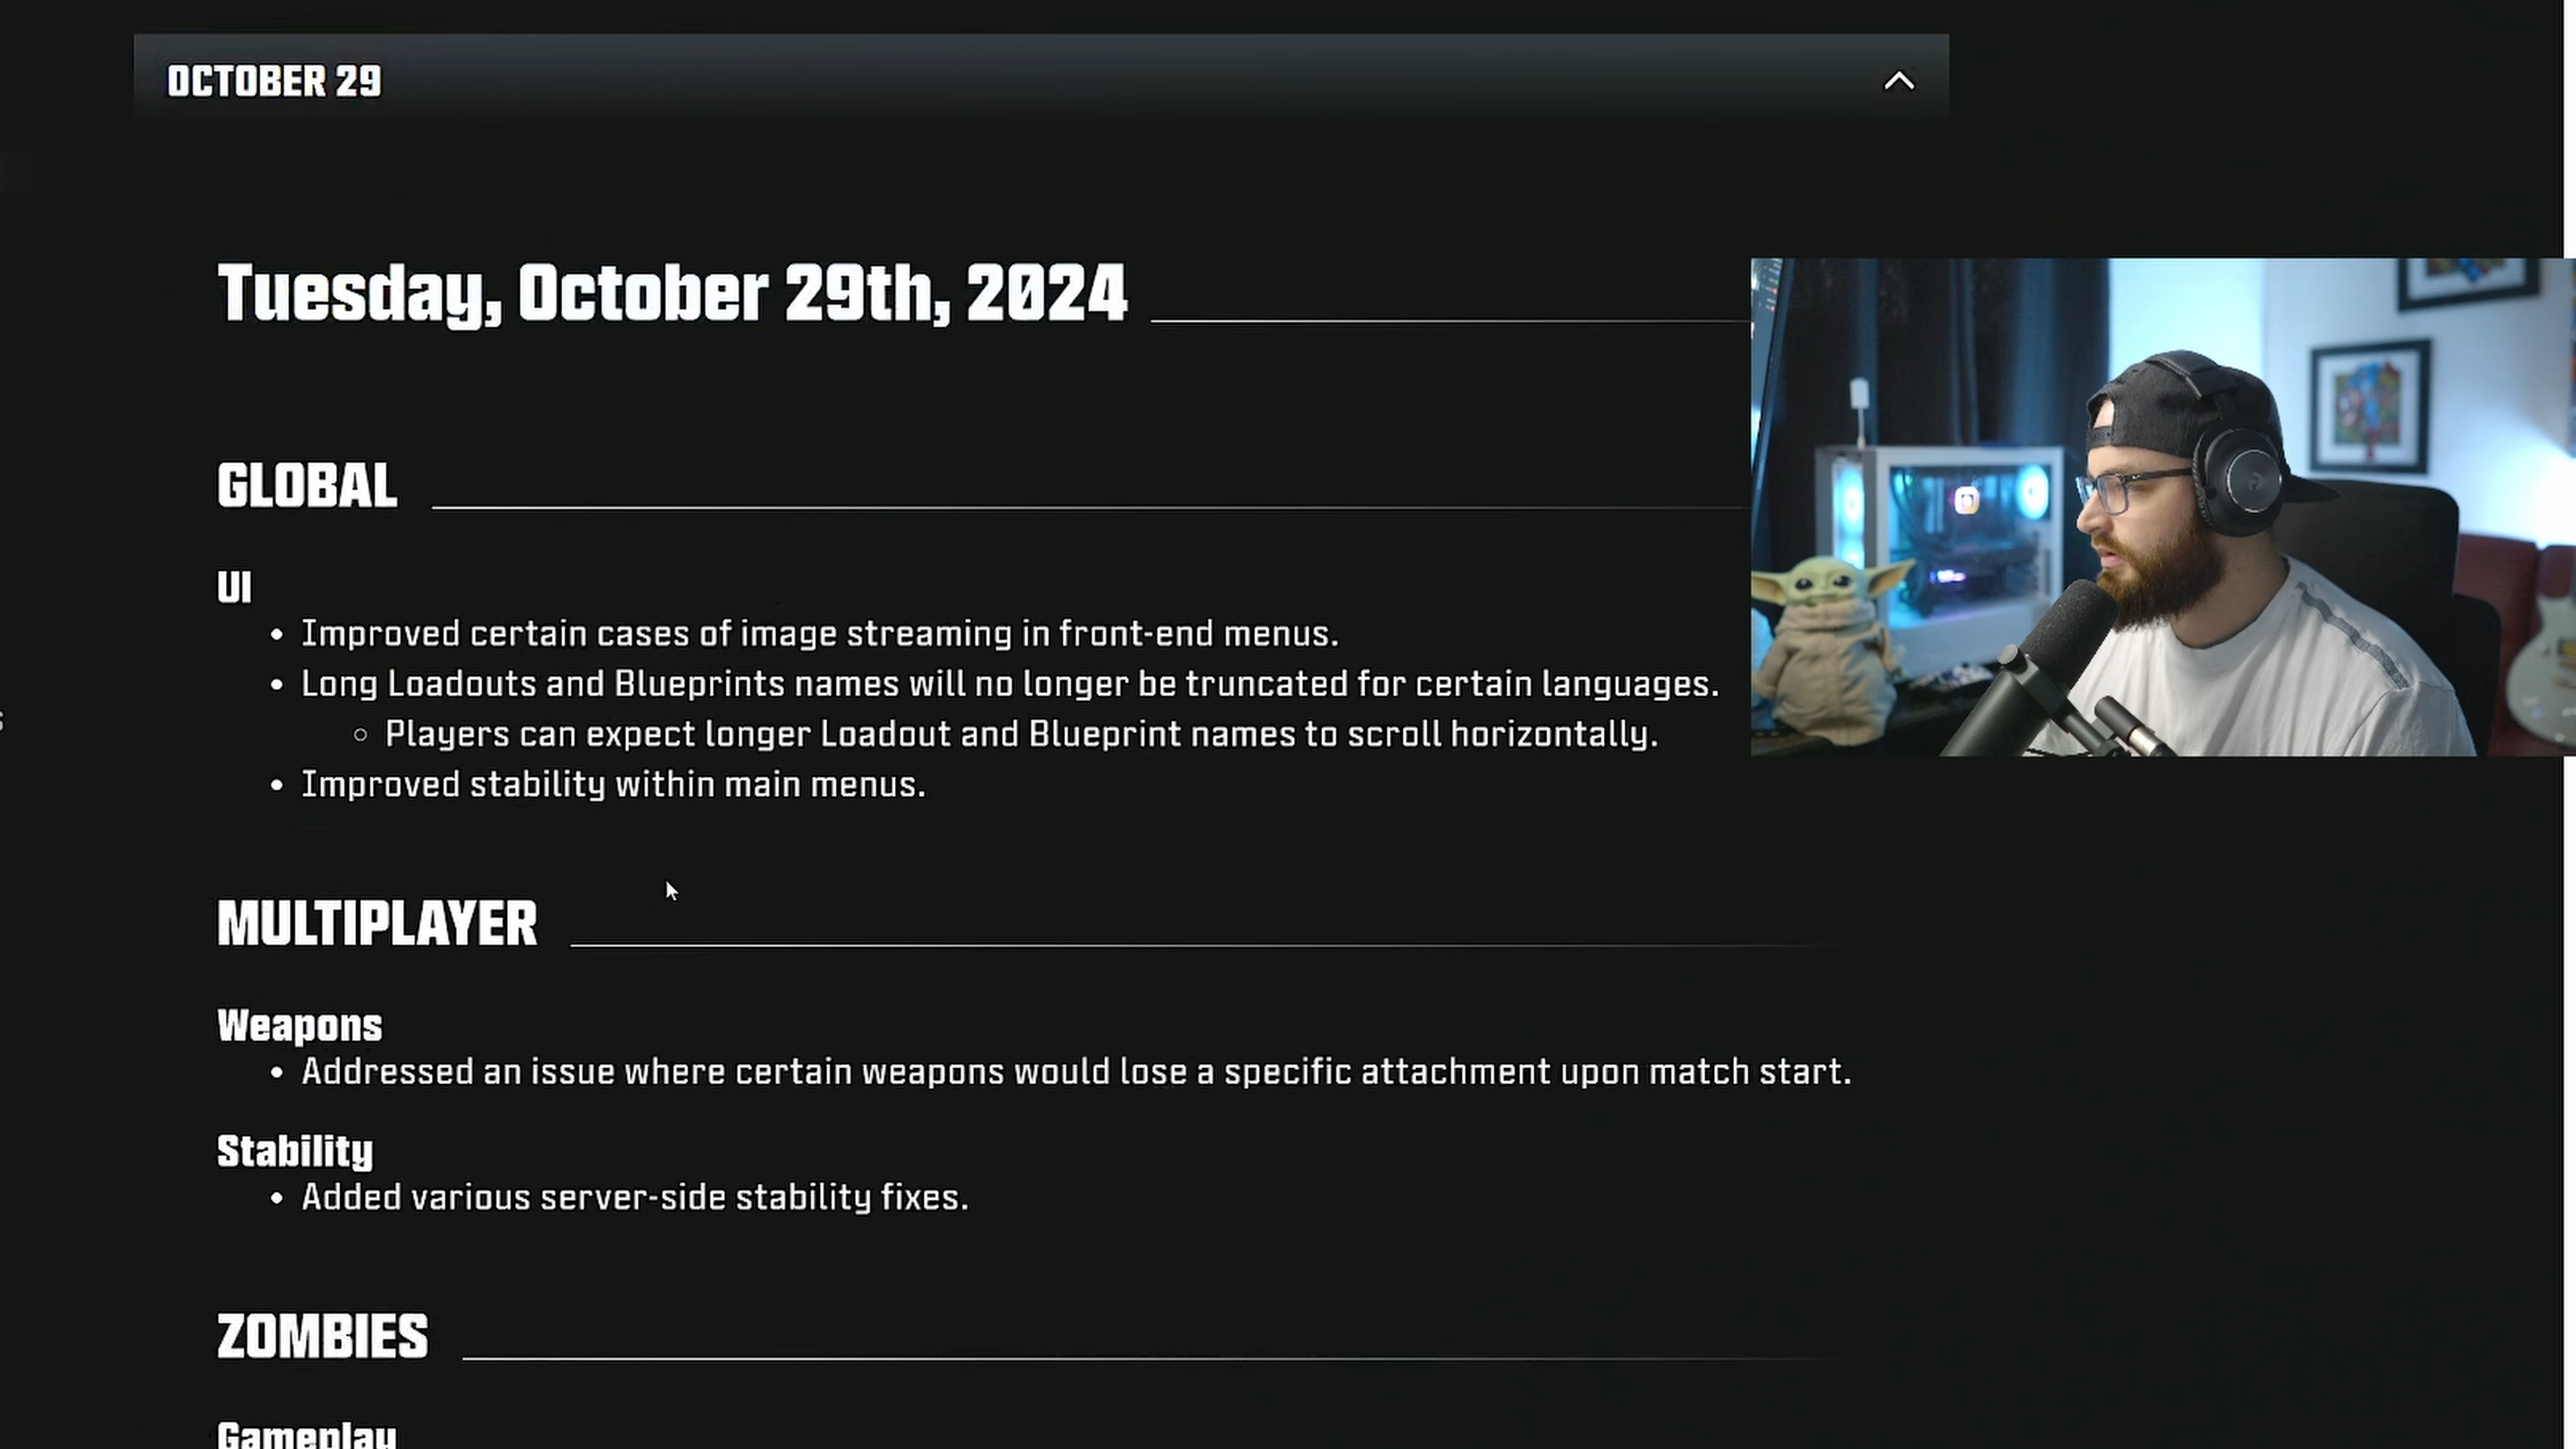 OCTOBER 29
Tuesday, October 29th, 2024
GLOBAL
UI
• Improved certain cases of image streaming in front-end menus.
• Long Loadouts and Blueprints names will no longer be truncated for certain languages.
◦ Players can expect longer Loadout and Blueprint names to scroll horizontally.
• Improved stability within main menus.
MULTIPLAYER
Weapons
• Addressed an issue where certain weapons would lose a specific attachment upon match start.
Stability
• Added various server-side stability fixes.
ZOMBIES
Gameplay